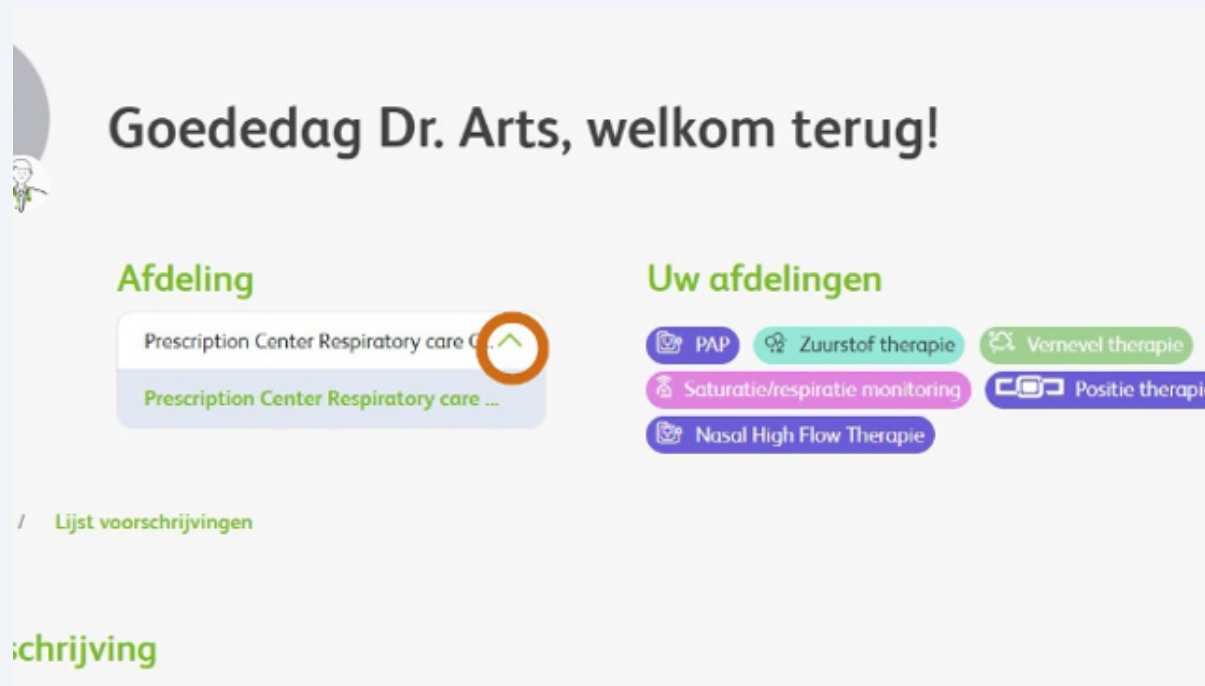 Goededag Dr. Arts, welkom terug!
Afdeling
Prescription Center Respiratory care
Prescription Center Respiratory care ...
Uw afdelingen
PAP
Zuurstof therapie
Vernevel therapie
Saturatie/respiratie monitoring
Positie therapie
Nasal High Flow Therapie
/ Lijst voorschrijvingen
schrijving